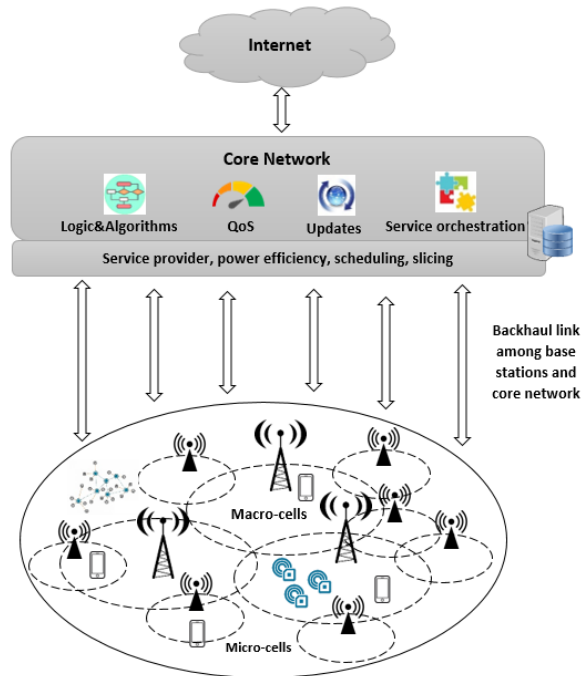 Internet
Core Network
Logic&Algorithms
QoS
Updates
Service orchestration
Service provider, power efficiency, scheduling, slicing
Backhaul link
among base
stations and
core network
Macro-cells
Micro-cells